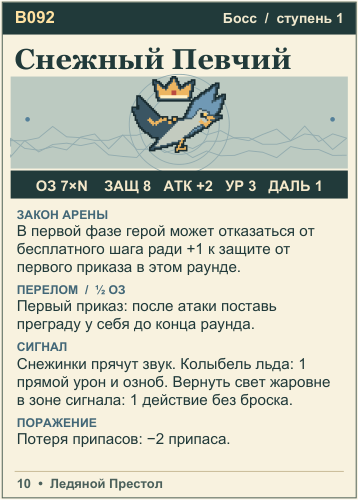 B092
Босс / ступень 1
Снежный Певчий
ОЗ 7×N ЗАЩ 8 АТК +2 УР 3 ДАЛЬ 1
ЗАКОН АРЕНЫ
В первой фазе герой может отказаться от
бесплатного шага ради +1 к защите от
первого приказа в этом раунде.
ПЕРЕЛОМ / ½ ОЗ
Первый приказ: после атаки поставь
преграду у себя до конца раунда.
СИГНАЛ
Снежинки прячут звук. Колыбель льда: 1
прямой урон и озноб. Вернуть свет жаровне
в зоне сигнала: 1 действие без броска.
ПОРАЖЕНИЕ
Потеря припасов: −2 припаса.
10 • Ледяной Престол